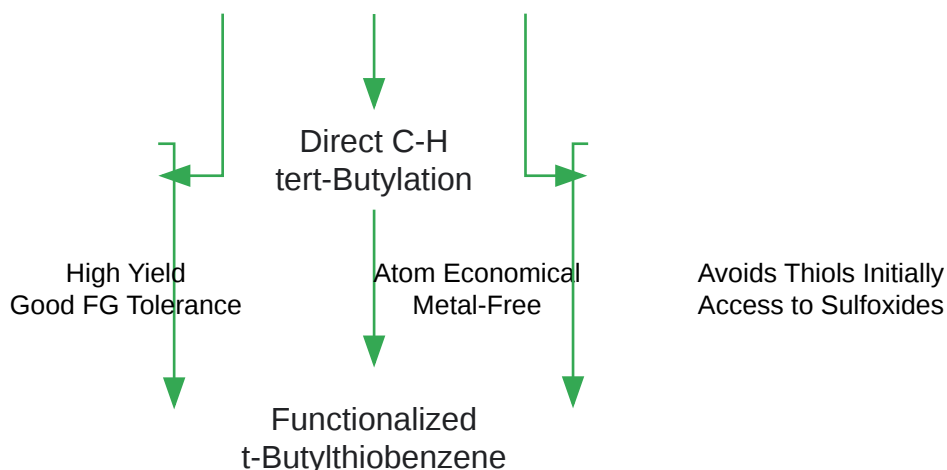 Direct C-H
tert-Butylation
High Yield
Good FG Tolerance
Atom Economical
Metal-Free
Avoids Thiols Initially
Access to Sulfoxides
Functionalized
t-Butylthiobenzene